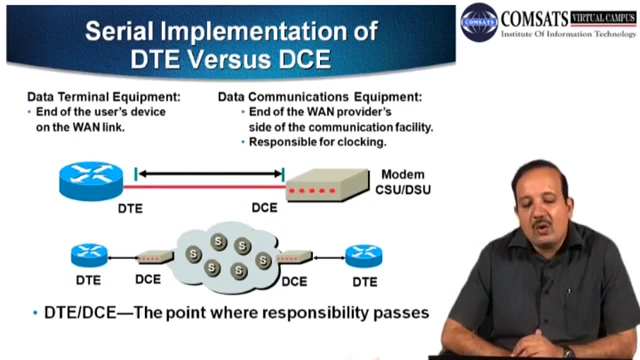 Serial Implementation of
DTE Versus DCE
COMSATS VIRTUAL CAMPUS
Institute Of Information Technology
Data Terminal Equipment:
• End of the user's device
on the WAN link.
Data Communications Equipment:
• End of the WAN provider's
side of the communication facility.
• Responsible for clocking.
Modem
CSU/DSU
DTE
DCE
S
S
S
S
S
S
DTE
DCE
DCE
DTE
• DTE/DCE—The point where responsibility passes